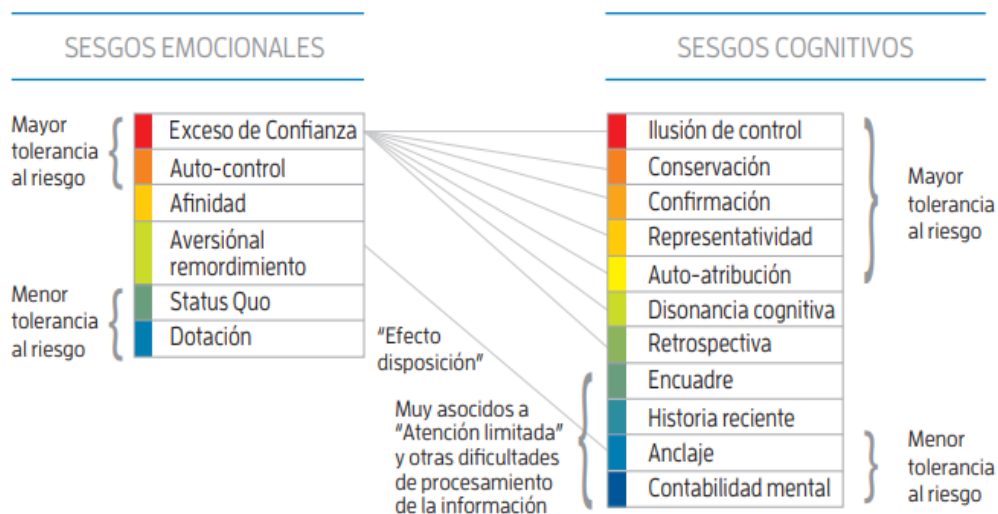 SESGOS EMOCIONALES
Mayor
tolerancia
al riesgo
Exceso de Confianza
Auto-control
Afinidad
Aversiónal
remordimiento
Menor
tolerancia
al riesgo
Status Quo
Dotación
"Efecto
disposición"
Muy asocidos a
"Atención limitada"
y otras dificultades
de procesamiento
de la información
SESGOS COGNITIVOS
Ilusión de control
Conservación
Confirmación
Representatividad
Auto-atribución
Disonancia cognitiva
Retrospectiva
Encuadre
Historia reciente
Anclaje
Contabilidad mental
Mayor
tolerancia
al riesgo
Menor
tolerancia
al riesgo